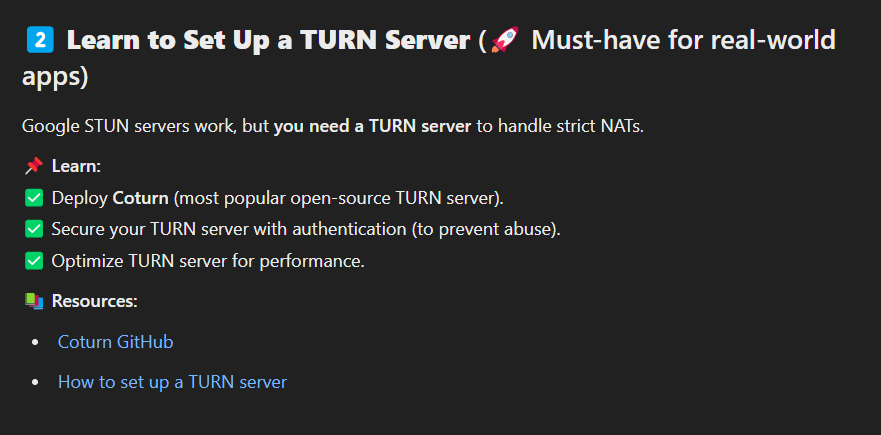 2️⃣ Learn to Set Up a TURN Server (🚀 Must-have for real-world
apps)
Google STUN servers work, but you need a TURN server to handle strict NATs.
📌 Learn:
✅ Deploy Coturn (most popular open-source TURN server).
✅ Secure your TURN server with authentication (to prevent abuse).
✅ Optimize TURN server for performance.
📚 Resources:
• Coturn GitHub
• How to set up a TURN server